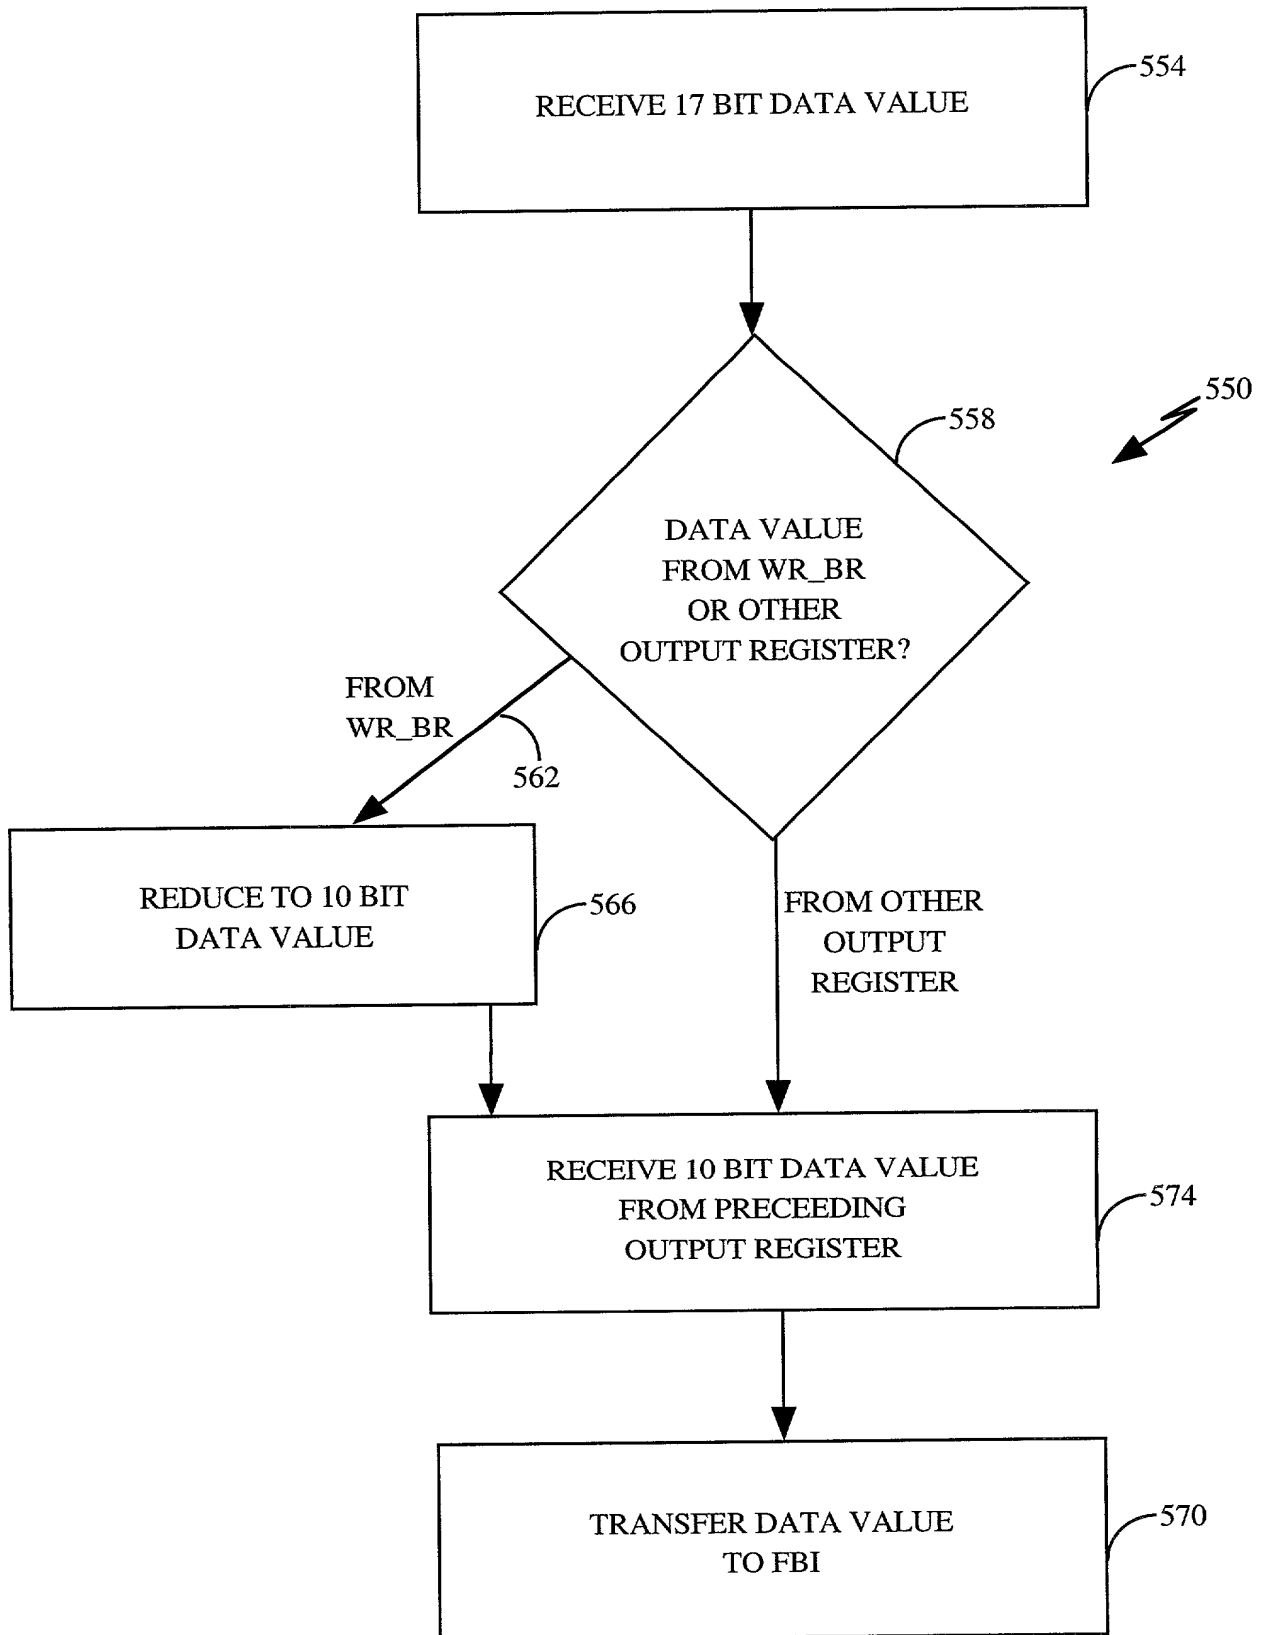 RECEIVE 17 BIT DATA VALUE
554
550
558
DATA VALUE
FROM WR_BR
OR OTHER
OUTPUT REGISTER?
FROM
WR_BR
562
REDUCE TO 10 BIT
DATA VALUE
566
FROM OTHER
OUTPUT
REGISTER
RECEIVE 10 BIT DATA VALUE
FROM PRECEEDING
OUTPUT REGISTER
574
TRANSFER DATA VALUE
TO FBI
570